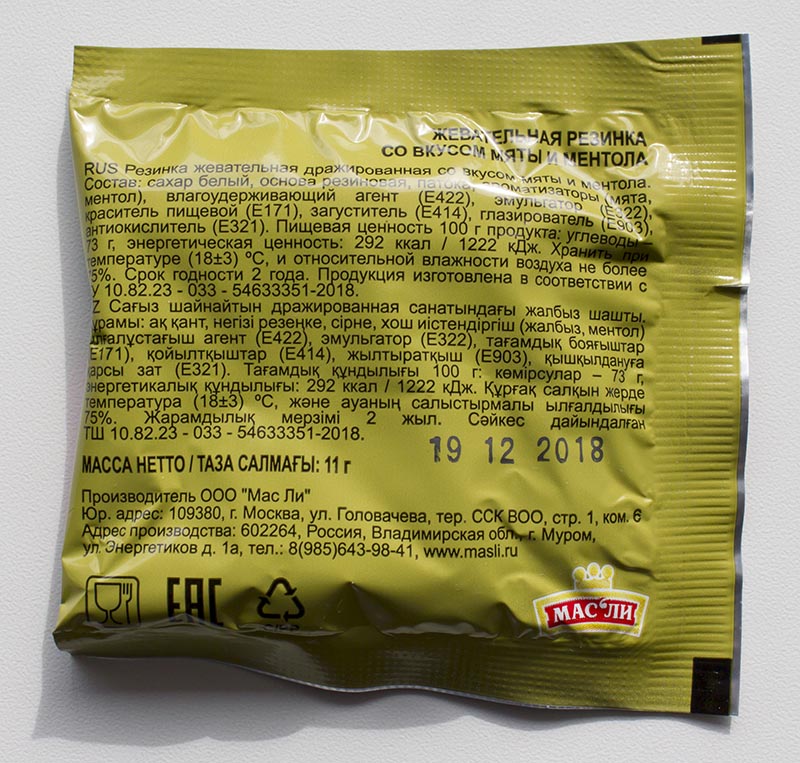 ЖЕВАТЕЛЬНАЯ РЕЗИНКА
СО ВКУСОМ МЯТЫ И МЕНТОЛА
RUS Резинка жевательная дражированная со вкусом мяты и ментола.
Состав: сахар белый, основа резиновая, патока, ароматизаторы (мята,
ментол), влагоудерживающий агент (Е422), эмульгатор (Е322),
краситель пищевой (Е171), загуститель (Е414), глазирователь (Е903),
антиокислитель (Е321). Пищевая ценность 100 г продукта: углеводы –
73 г, энергетическая ценность: 292 ккал / 1222 кДж. Хранить при
температуре (18±3) ºС, и относительной влажности воздуха не более
75%. Срок годности 2 года. Продукция изготовлена в соответствии с
У 10.82.23 - 033 - 54633351-2018.
Z Сағыз шайнайтын дражированная санатындағы жалбыз шашты.
ұрамы: ақ қант, негізі резеңке, сірне, хош иістендіргіш (жалбыз, ментол)
ылғалұстағыш агент (Е422), эмульгатор (Е322), тағамдық бояғыштар
(Е171), қойылтқыштар (Е414), жылтыратқыш (Е903), қышқылдануға
қарсы зат (Е321). Тағамдық құндылығы 100 г: көмірсулар – 73 г,
энергетикалық құндылығы: 292 ккал / 1222 кДж. Құрғақ салқын жерде
температура (18±3) ºС, және ауаның салыстырмалы ылғалдылығы
75%. Жарамдылық мерзімі 2 жыл. Сәйкес дайындалған
ТШ 10.82.23 - 033 - 54633351-2018.
19 12 2018
МАССА НЕТТО / ТАЗА САЛМАҒЫ: 11 г
Производитель ООО "Мас Ли"
Юр. адрес: 109380, г. Москва, ул. Головачева, тер. ССК ВОО, стр. 1, ком. 6
Адрес производства: 602264, Россия, Владимирская обл., г. Муром,
ул. Энергетиков д. 1а, тел.: 8(985)643-98-41, www.masli.ru
ЕАС
МАС ЛИ